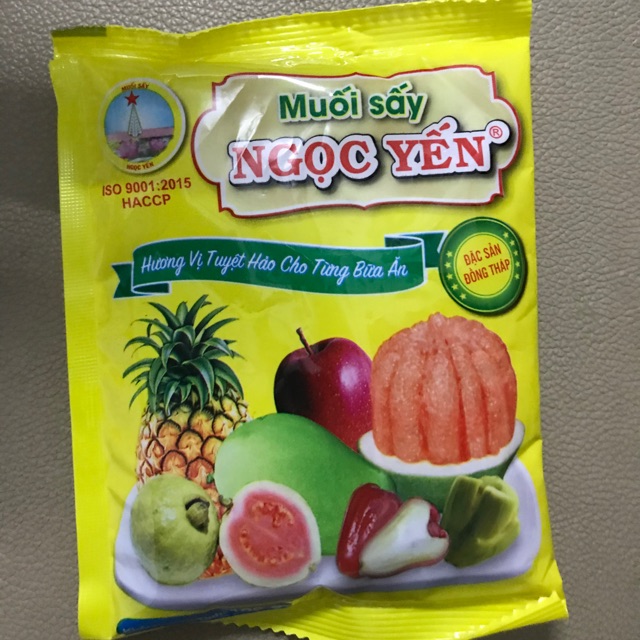 MUỐI SẤY
NGỌC YẾN
ISO 9001:2015
HACCP
Muối sấy
NGỌC YẾN®
Hương Vị Tuyệt Hảo Cho Từng Bữa Ăn
ĐẶC SẢN
ĐỒNG THÁP